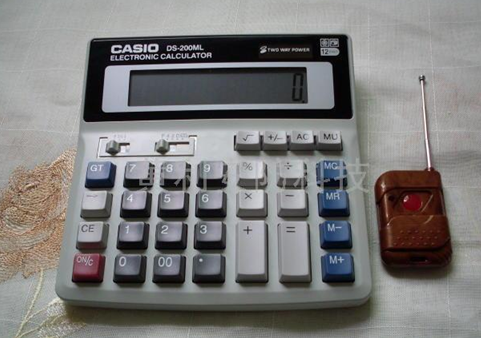 CASIO DS-200ML
ELECTRONIC CALCULATOR
TWO WAY POWER
12
0
√ +/− AC MU
GT 7 8 9 % ÷ MC
4 5 6 × − MR
CE 1 2 3 + = M−
ON/C 0 00 • M+